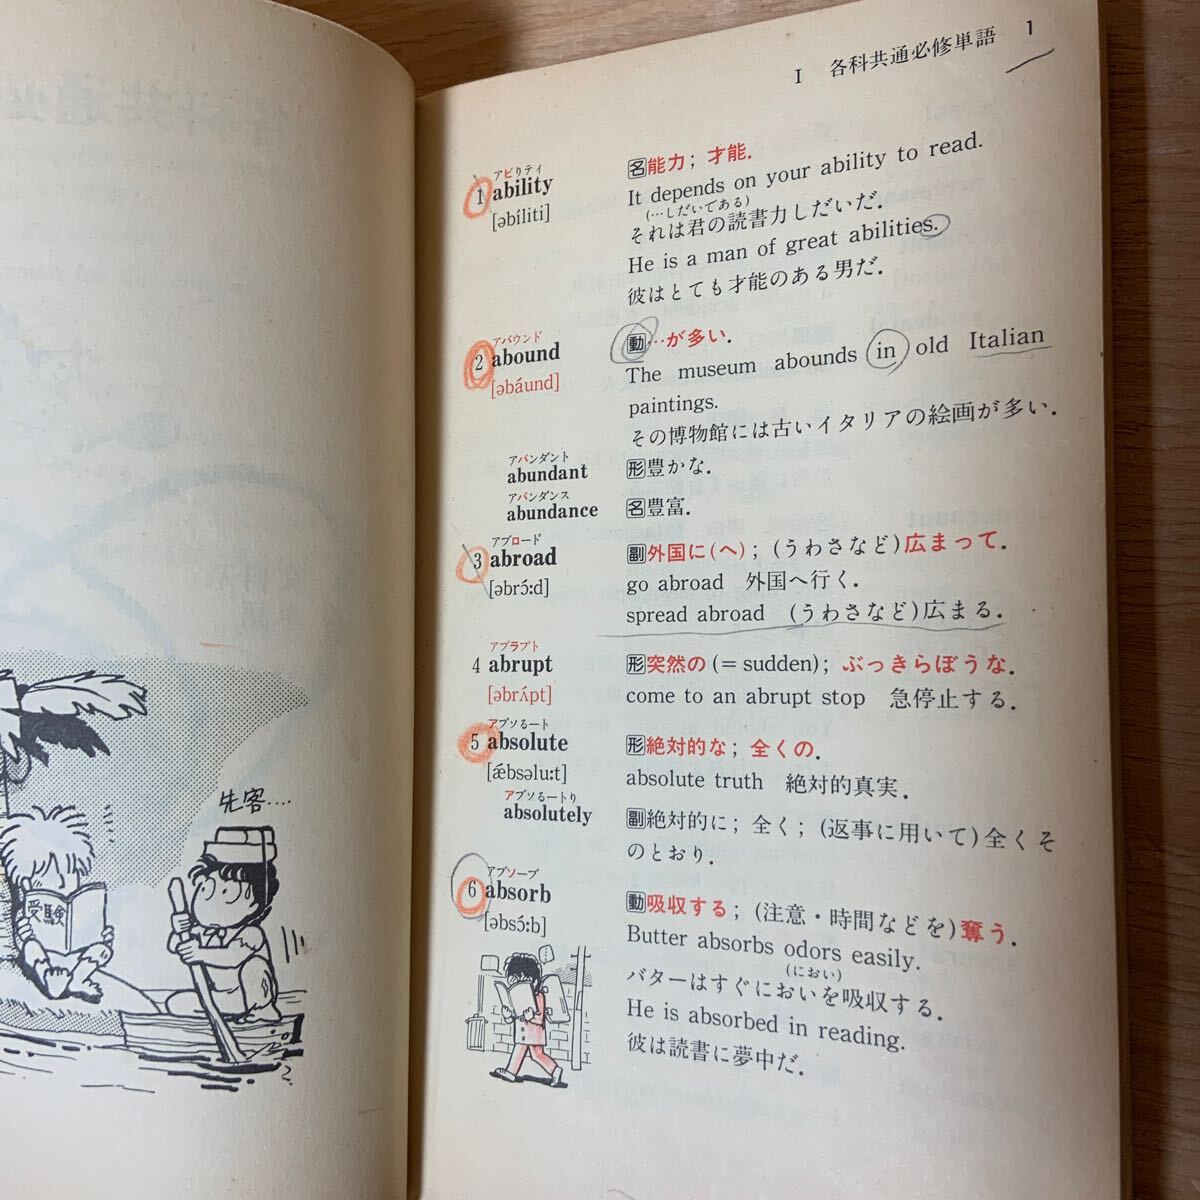 I 各科共通必修単語 1
アビリティ
1 ability
[əbíliti]
名能力; 才能.
It depends on your ability to read.
(…しだいである)
それは君の読書力しだいだ.
He is a man of great abilities.
彼はとても才能のある男だ.
アバウンド
2 abound
[əbáund]
動…が多い.
The museum abounds in old Italian
paintings.
その博物館には古いイタリアの絵画が多い.
アバンダント
abundant
形豊かな.
アバンダンス
abundance
名豊富.
アブロード
3 abroad
[əbrɔ́:d]
副外国に(へ); (うわさなど)広まって.
go abroad 外国へ行く.
spread abroad (うわさなど)広まる.
アブラプト
4 abrupt
[əbrʌ́pt]
形突然の(= sudden); ぶっきらぼうな.
come to an abrupt stop 急停止する.
アブソるート
5 absolute
[ǽbsəlu:t]
形絶対的な; 全くの.
absolute truth 絶対的真実.
アブソるートり
absolutely
副絶対的に; 全く; (返事に用いて)全くそ
のとおり.
アブソーブ
6 absorb
[əbsɔ́:b]
動吸収する; (注意・時間などを)奪う.
Butter absorbs odors easily.
(におい)
バターはすぐにおいを吸収する.
He is absorbed in reading.
彼は読書に夢中だ.
先客….
受験